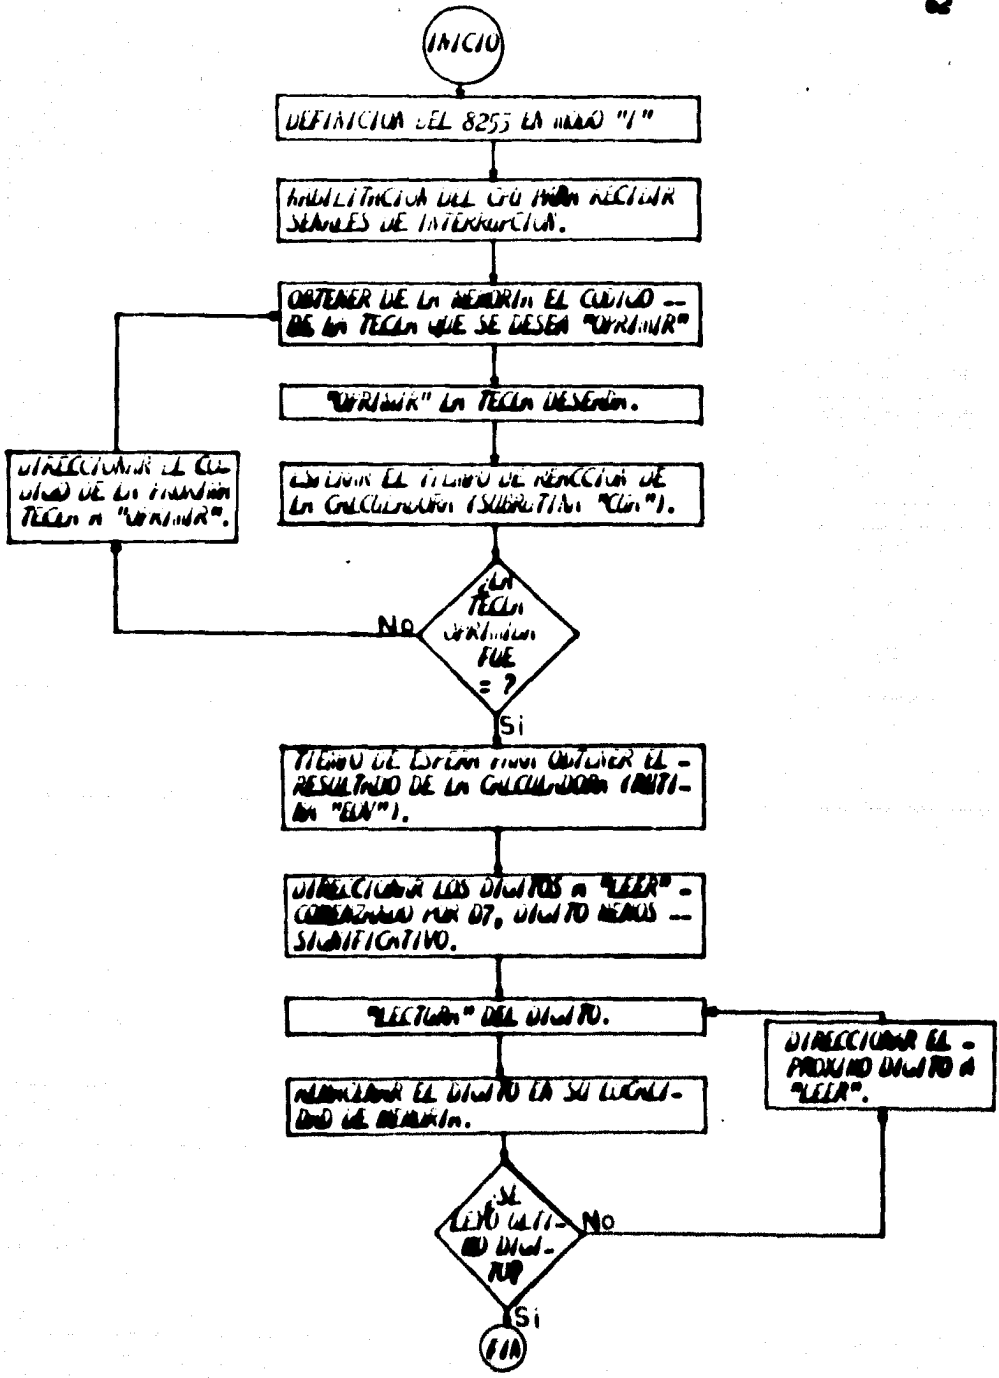 INICIO
DEFINICION DEL 8255 EN MODO "1"
HABILITACION DEL CPU PARA RECIBIR
SEÑALES DE INTERRUPCION.
OBTENER DE LA MEMORIA EL CODIGO --
DE LA TECLA QUE SE DESEA "OPRIMIR"
"OPRIMIR" LA TECLA DESEADA.
ESPERAR EL TIEMPO DE REACCION DE
LA CALCULADORA (SUBRUTINA
DIRECCIONAR EL CO-
DIGO DE LA PROXIMA
TECLA A "OPRIMIR".
¿LA
TECLA
OPRIMIDA
FUE
= ?
No
Si
TIEMPO DE ESPERA PARA OBTENER EL -
RESULTADO DE LA CALCULADORA (RUTI-
NA
DIRECCIONAR LOS DIGITOS A "LEER" -
COMENZANDO POR D7, DIGITO MENOS --
SIGNIFICATIVO.
"LECTURA" DEL DIGITO.
DIRECCIONAR EL -
PROXIMO DIGITO A
"LEER".
ALMACENAR EL DIGITO EN SU LOCALI-
DAD DE MEMORIA.
¿SE
LEYO ULTI-
MO DIGI-
TO?
No
Si
FIN